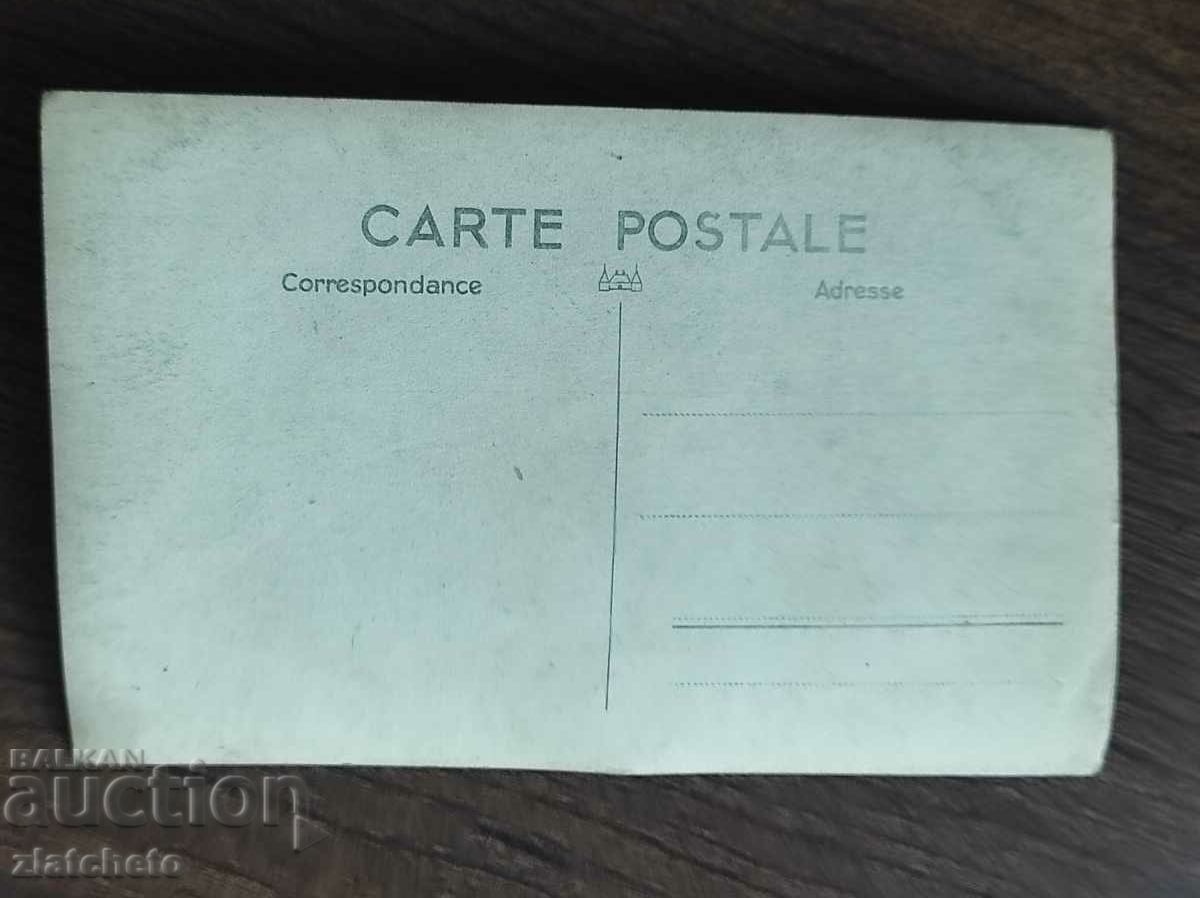 CARTE POSTALE
Correspondance
Adresse
BALKAN
auction
zlatcheto